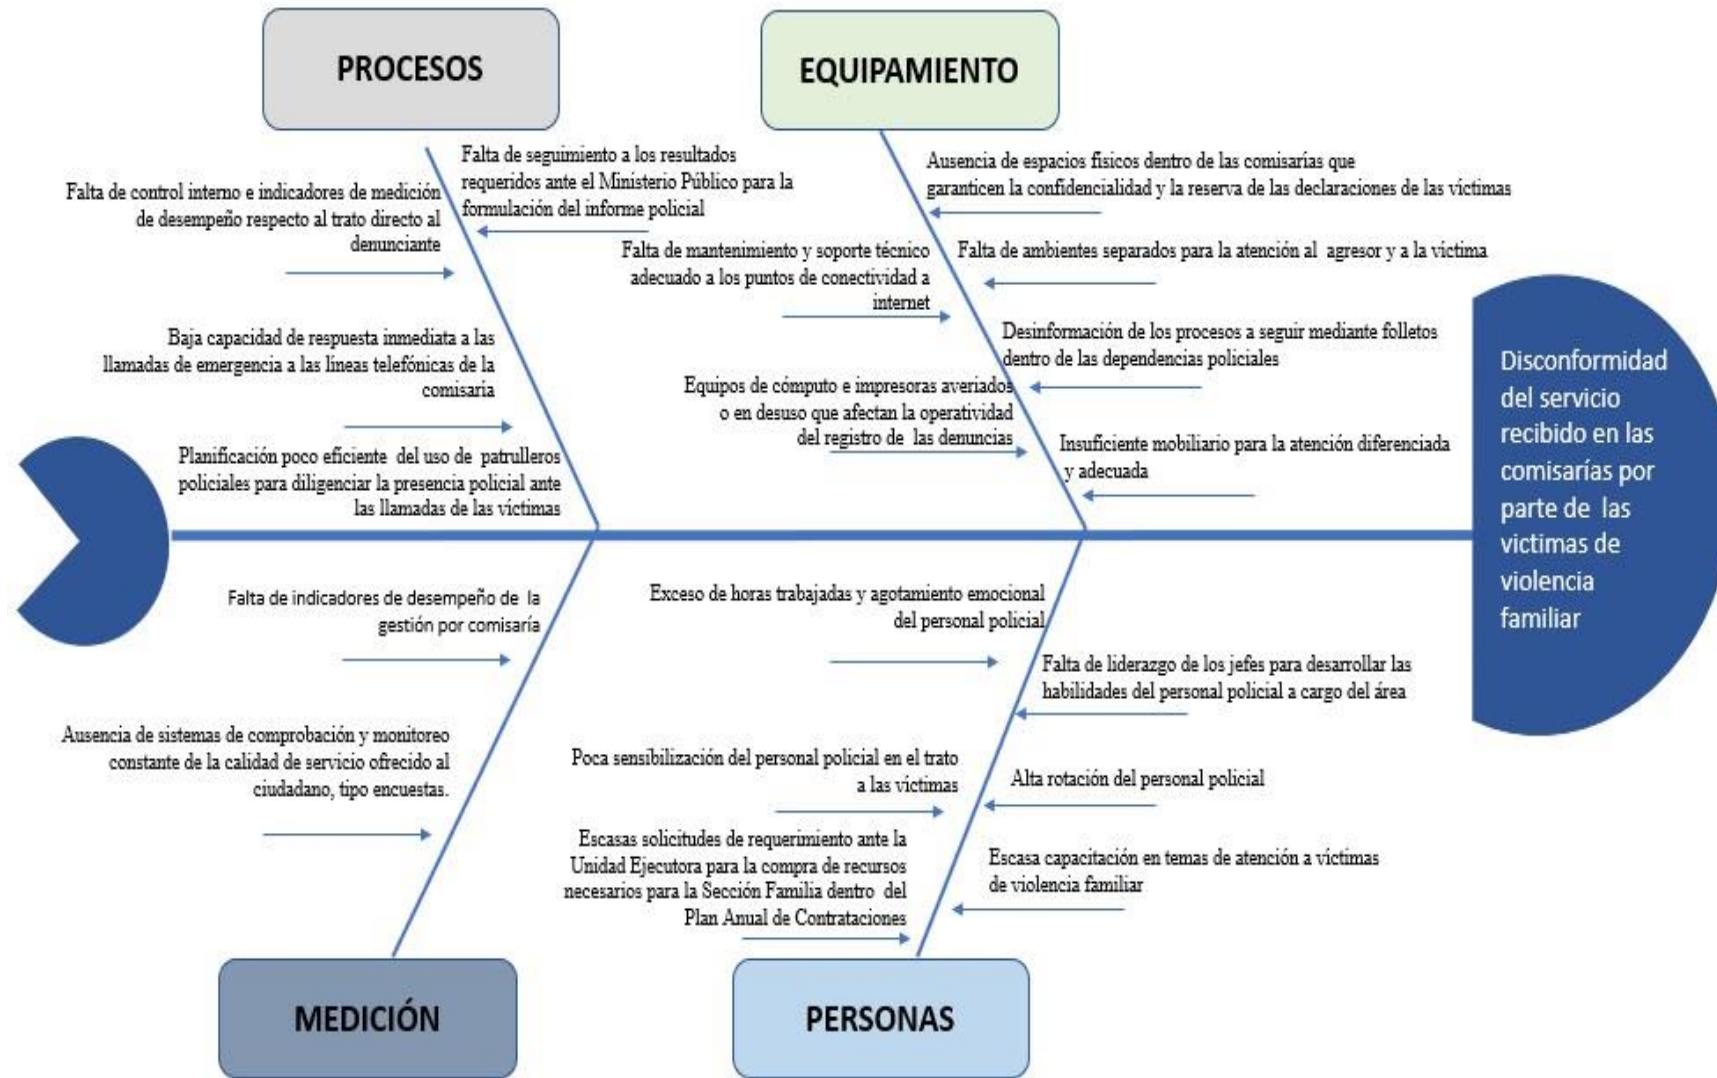 PROCESOS
Falta de control interno e indicadores de medición
de desempeño respecto al trato directo al
denunciante
Falta de seguimiento a los resultados
requeridos ante el Ministerio Público para la
formulación del informe policial
Baja capacidad de respuesta inmediata a las
llamadas de emergencia a las líneas telefónicas de la
comisaría
Planificación poco eficiente del uso de patrulleros
policiales para diligenciar la presencia policial ante
las llamadas de las víctimas
EQUIPAMIENTO
Ausencia de espacios físicos dentro de las comisarías que
garanticen la confidencialidad y la reserva de las declaraciones de las víctimas
Falta de mantenimiento y soporte técnico
adecuado a los puntos de conectividad a
internet
Falta de ambientes separados para la atención al agresor y a la víctima
Desinformación de los procesos a seguir mediante folletos
dentro de las dependencias policiales
Equipos de cómputo e impresoras averiados
o en desuso que afectan la operatividad
del registro de las denuncias
Insuficiente mobiliario para la atención diferenciada
y adecuada
Disconformidad
del servicio
recibido en las
comisarías por
parte de las
victimas de
violencia
familiar
Falta de indicadores de desempeño de la
gestión por comisaría
Ausencia de sistemas de comprobación y monitoreo
constante de la calidad de servicio ofrecido al
ciudadano, tipo encuestas.
MEDICIÓN
Exceso de horas trabajadas y agotamiento emocional
del personal policial
Falta de liderazgo de los jefes para desarrollar las
habilidades del personal policial a cargo del área
Poca sensibilización del personal policial en el trato
a las víctimas
Alta rotación del personal policial
Escasas solicitudes de requerimiento ante la
Unidad Ejecutora para la compra de recursos
necesarios para la Sección Familia dentro del
Plan Anual de Contrataciones
Escasa capacitación en temas de atención a víctimas
de violencia familiar
PERSONAS